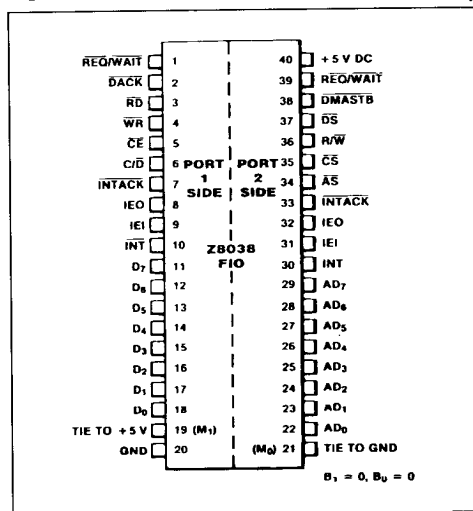 REQ/WAIT 1 40 +5 V DC
DACK 2 39 REQ/WAIT
RD 3 38 DMASTB
WR 4 37 DS
CE 5 36 R/W
C/D 6 PORT PORT 35 CS
INTACK 7 1 2 34 AS
SIDE SIDE 33 INTACK
IEO 8 32 IEO
IEI 9 31 IEI
INT 10 Z8038 30 INT
D7 11 FIO 29 AD7
D6 12 28 AD6
D5 13 27 AD5
D4 14 26 AD4
D3 15 25 AD3
D2 16 24 AD2
D1 17 23 AD1
D0 18 22 AD0
TIE TO +5 V 19 (M1)
GND 20 (M0) 21 TIE TO GND
B1 = 0, B0 = 0